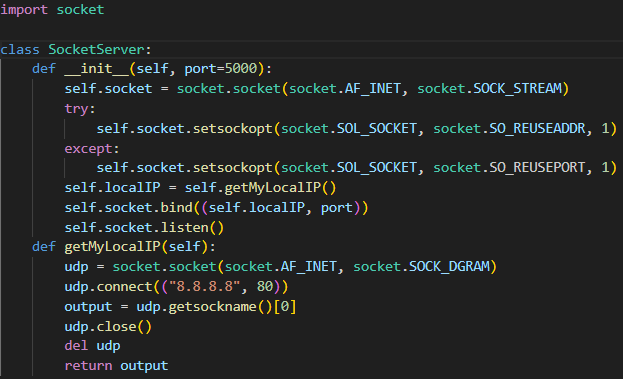 import socket

class SocketServer:
    def __init__(self, port=5000):
        self.socket = socket.socket(socket.AF_INET, socket.SOCK_STREAM)
        try:
            self.socket.setsockopt(socket.SOL_SOCKET, socket.SO_REUSEADDR, 1)
        except:
            self.socket.setsockopt(socket.SOL_SOCKET, socket.SO_REUSEPORT, 1)
        self.localIP = self.getMyLocalIP()
        self.socket.bind((self.localIP, port))
        self.socket.listen()
    def getMyLocalIP(self):
        udp = socket.socket(socket.AF_INET, socket.SOCK_DGRAM)
        udp.connect(("8.8.8.8", 80))
        output = udp.getsockname()[0]
        udp.close()
        del udp
        return output